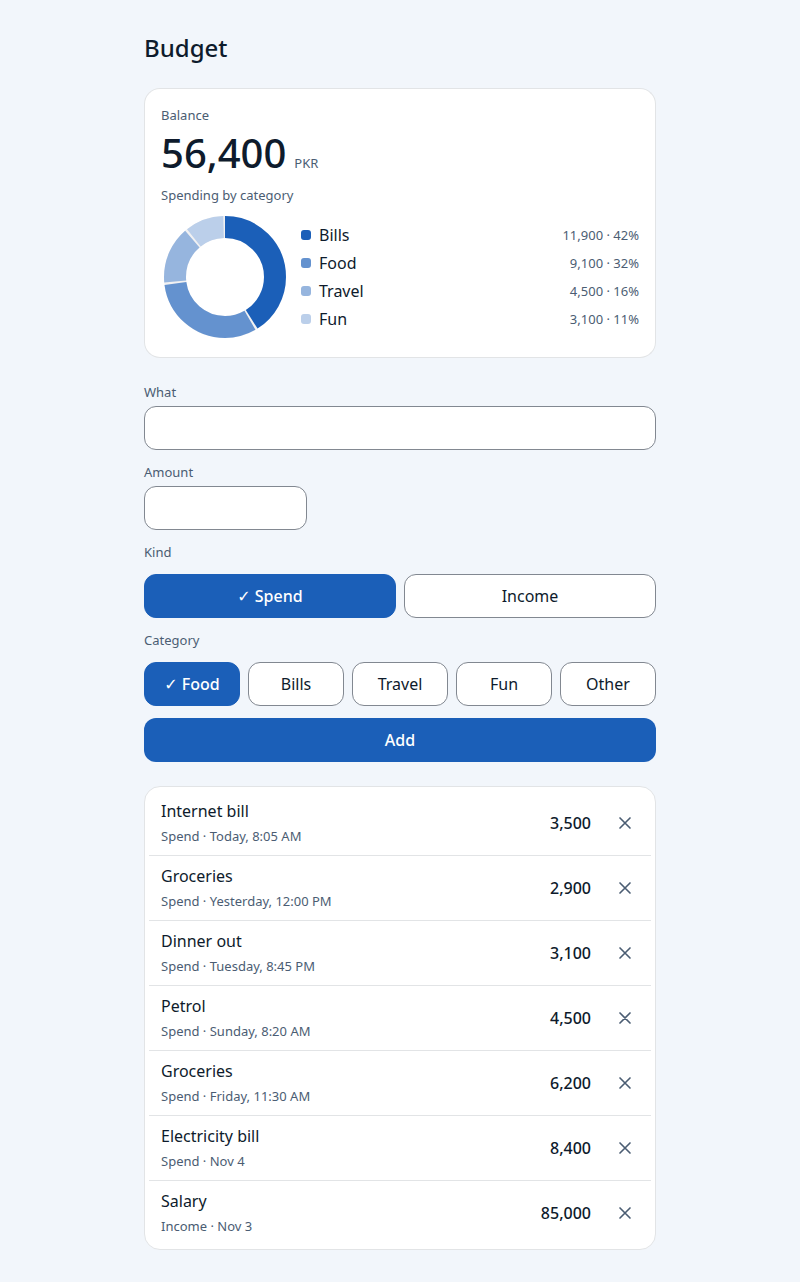 Budget
Balance
56,400 PKR
Spending by category
Bills 11,900 · 42%
Food 9,100 · 32%
Travel 4,500 · 16%
Fun 3,100 · 11%
What
Amount
Kind
✓ Spend Income
Category
✓ Food Bills Travel Fun Other
Add
Internet bill
3,500
Spend · Today, 8:05 AM
Groceries
2,900
Spend · Yesterday, 12:00 PM
Dinner out
3,100
Spend · Tuesday, 8:45 PM
Petrol
4,500
Spend · Sunday, 8:20 AM
Groceries
6,200
Spend · Friday, 11:30 AM
Electricity bill
8,400
Spend · Nov 4
Salary
85,000
Income · Nov 3